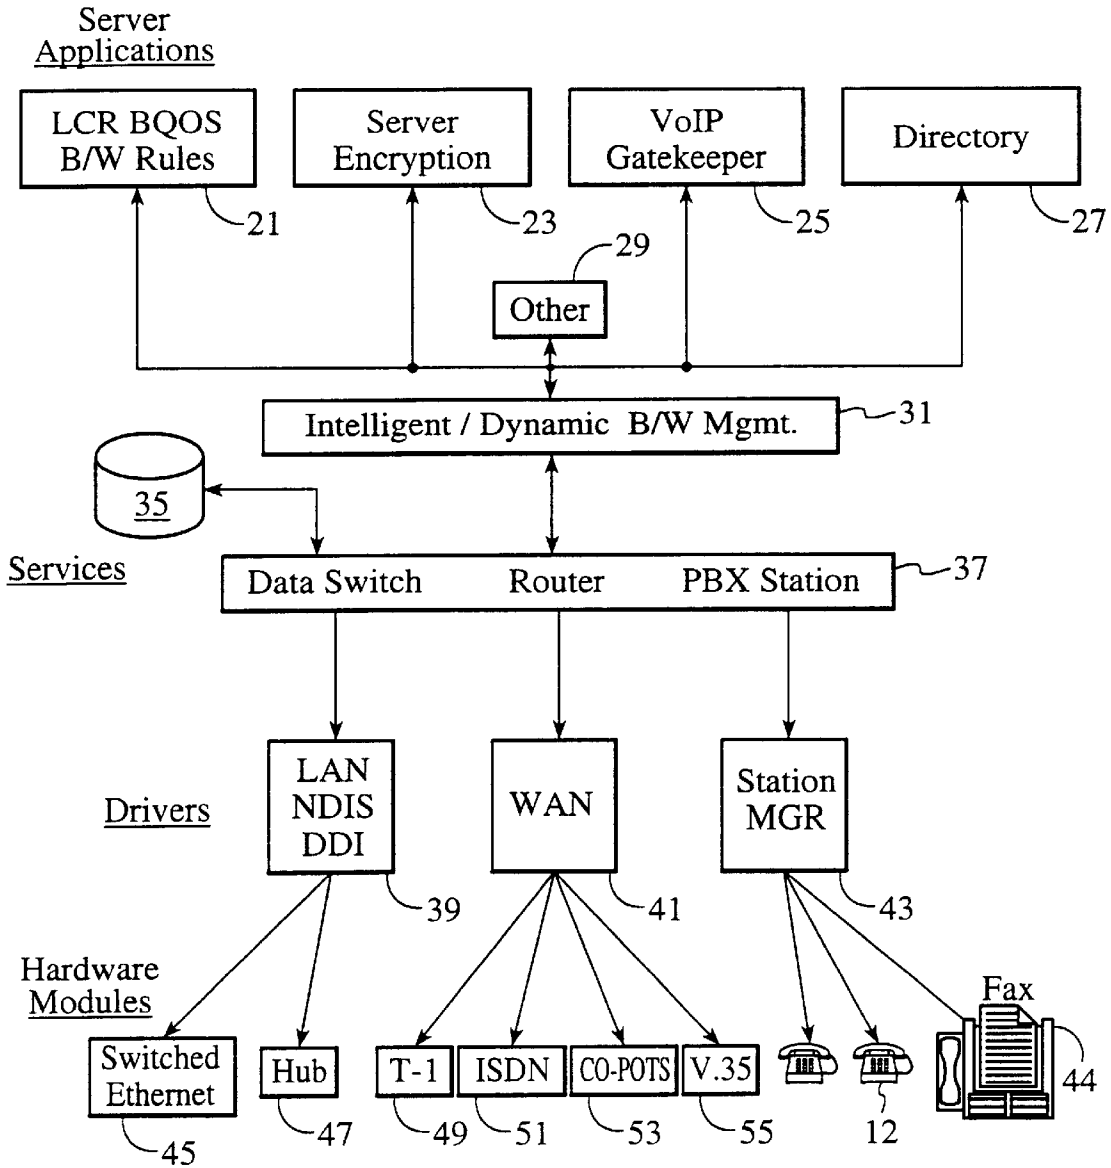 Server
Applications
LCR BQOS
B/W Rules
Server
Encryption
VoIP
Gatekeeper
Directory
21
23
25
27
29
Other
Intelligent / Dynamic B/W Mgmt.
31
35
Services
Data Switch Router PBX Station
37
Drivers
LAN
NDIS
DDI
WAN
Station
MGR
39
41
43
Hardware
Modules
Fax
Switched
Ethernet
Hub
T-1
ISDN
CO-POTS
V.35
44
45
47
49
51
53
55
12